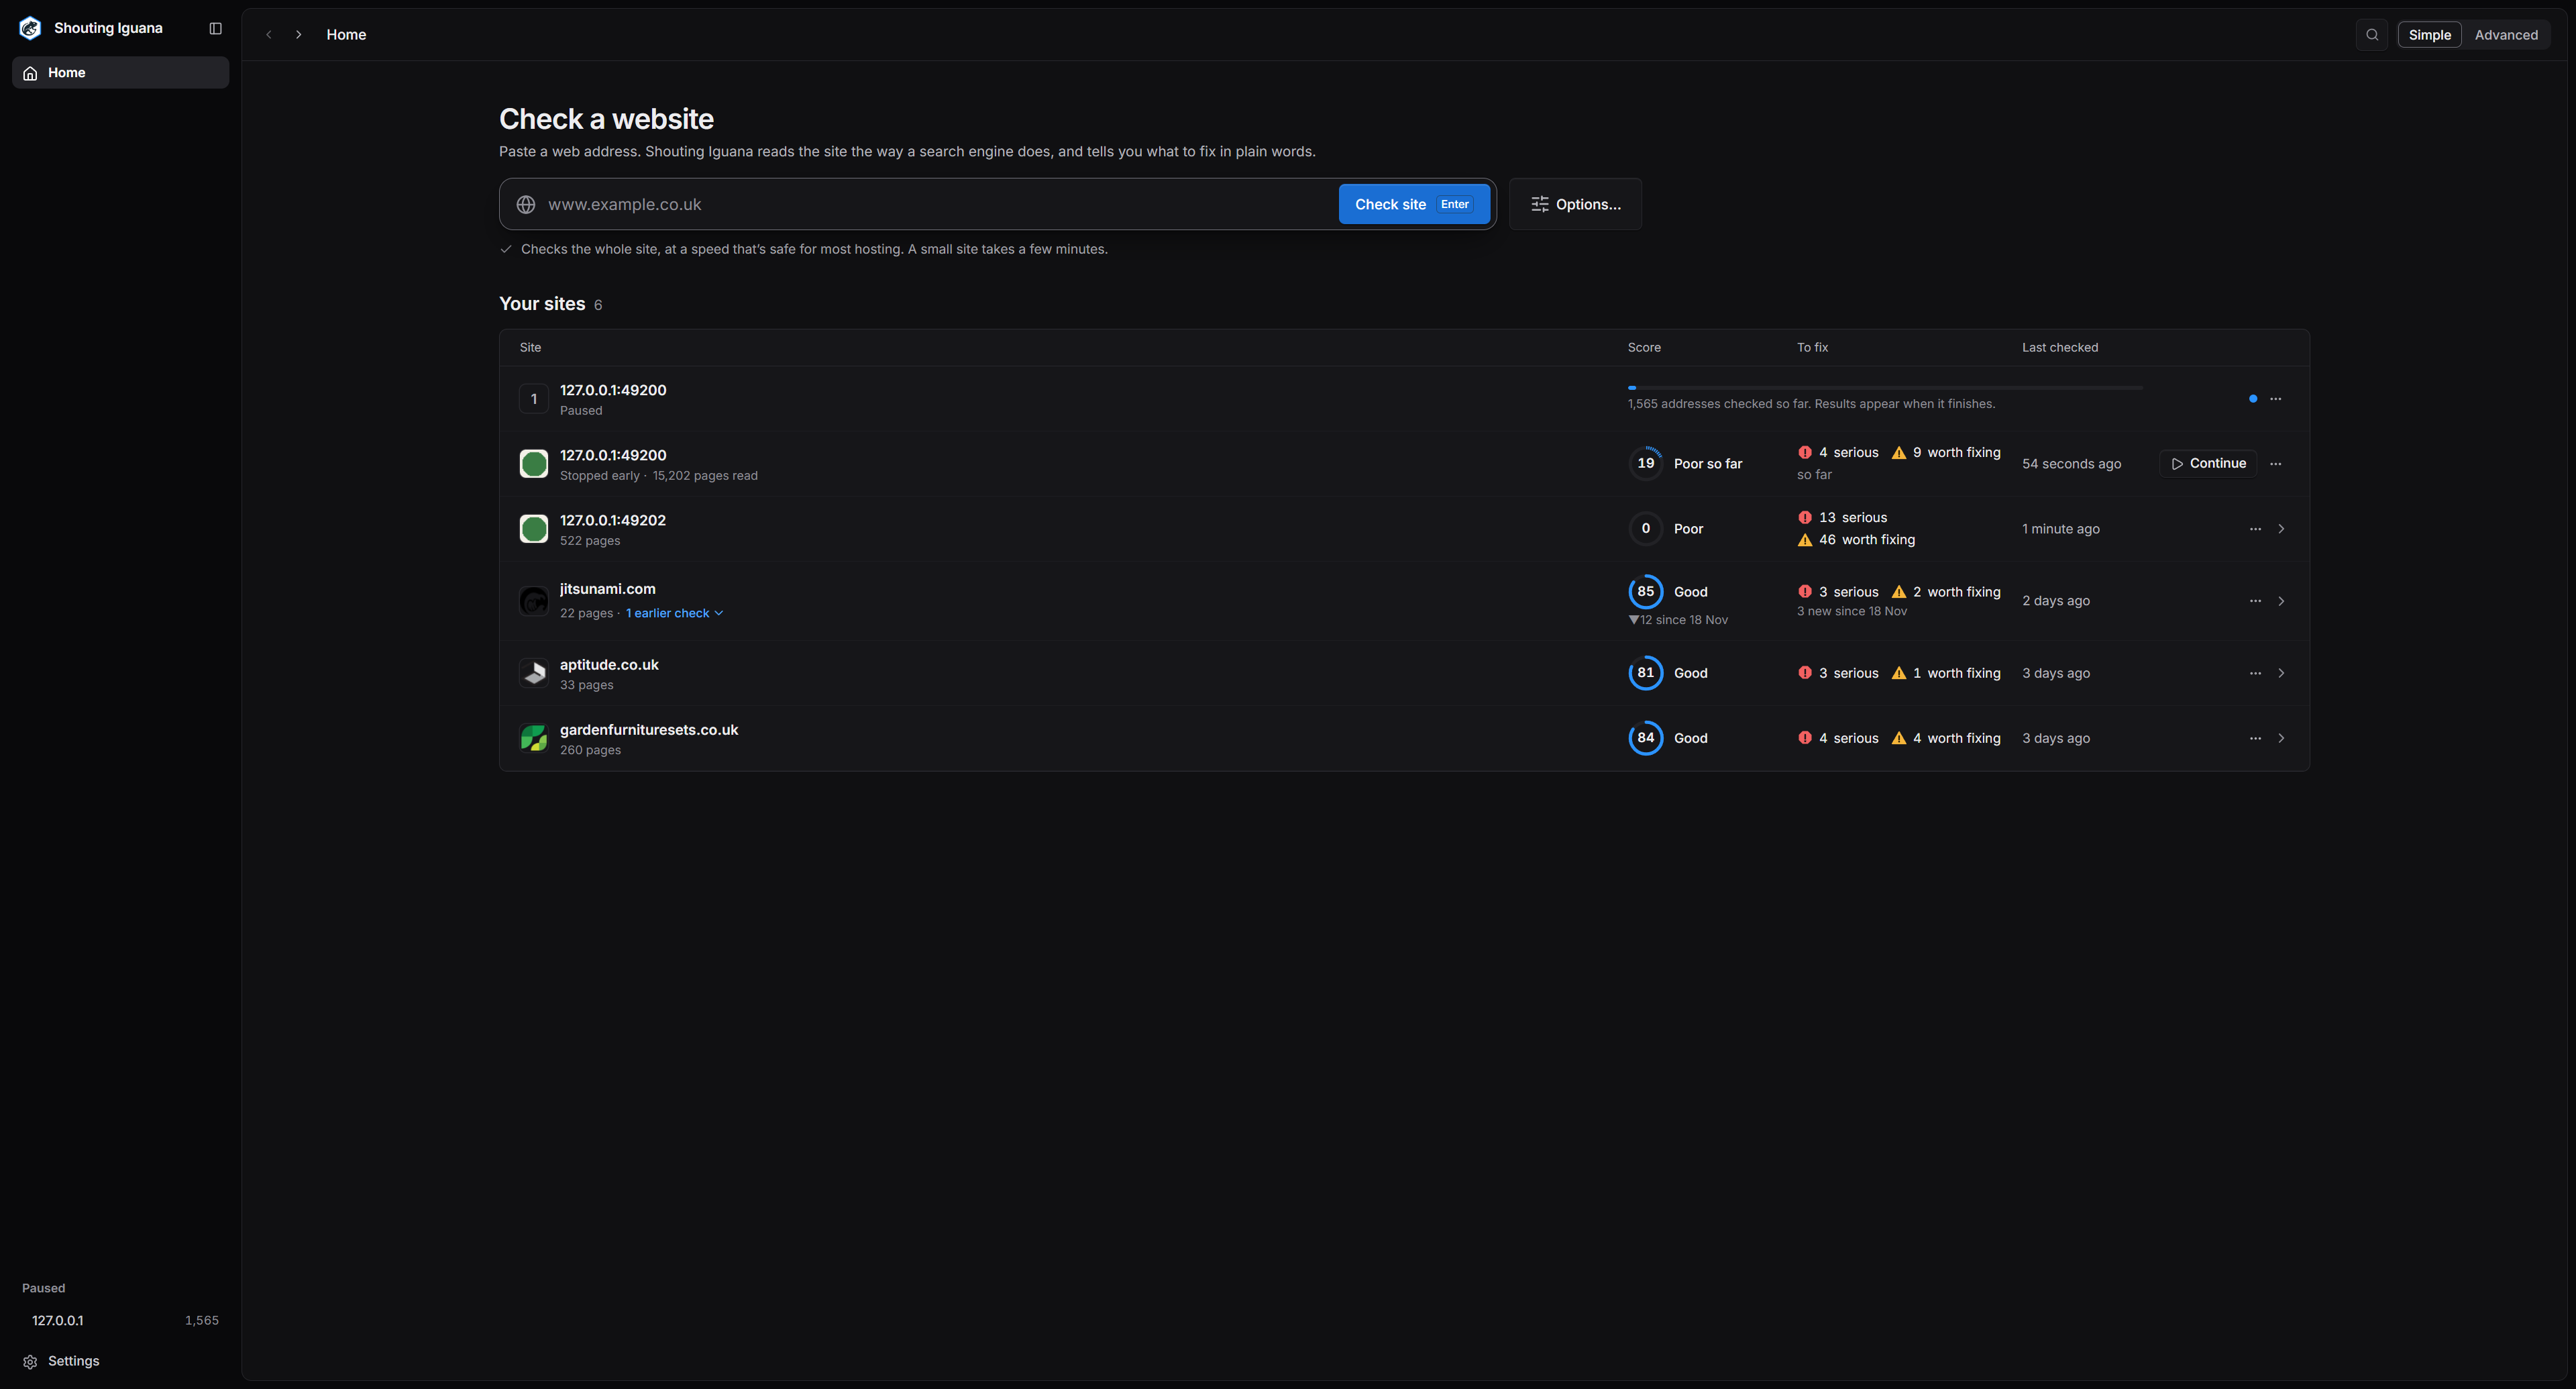 Shouting Iguana
Home
Home
Simple
Advanced
Check a website
Paste a web address. Shouting Iguana reads the site the way a search engine does, and tells you what to fix in plain words.
www.example.co.uk
Check site Enter
Options...
Checks the whole site, at a speed that's safe for most hosting. A small site takes a few minutes.
Your sites 6
Site Score To fix Last checked
1
127.0.0.1:49200
Paused
1,565 addresses checked so far. Results appear when it finishes.
127.0.0.1:49200
Stopped early · 15,202 pages read
19 Poor so far
4 serious 9 worth fixing
so far
54 seconds ago
Continue
127.0.0.1:49202
522 pages
0 Poor
13 serious
46 worth fixing
1 minute ago
jitsunami.com
22 pages · 1 earlier check
85 Good
▼12 since 18 Nov
3 serious 2 worth fixing
3 new since 18 Nov
2 days ago
aptitude.co.uk
33 pages
81 Good
3 serious 1 worth fixing
3 days ago
gardenfurnituresets.co.uk
260 pages
84 Good
4 serious 4 worth fixing
3 days ago
Paused
127.0.0.1 1,565
Settings